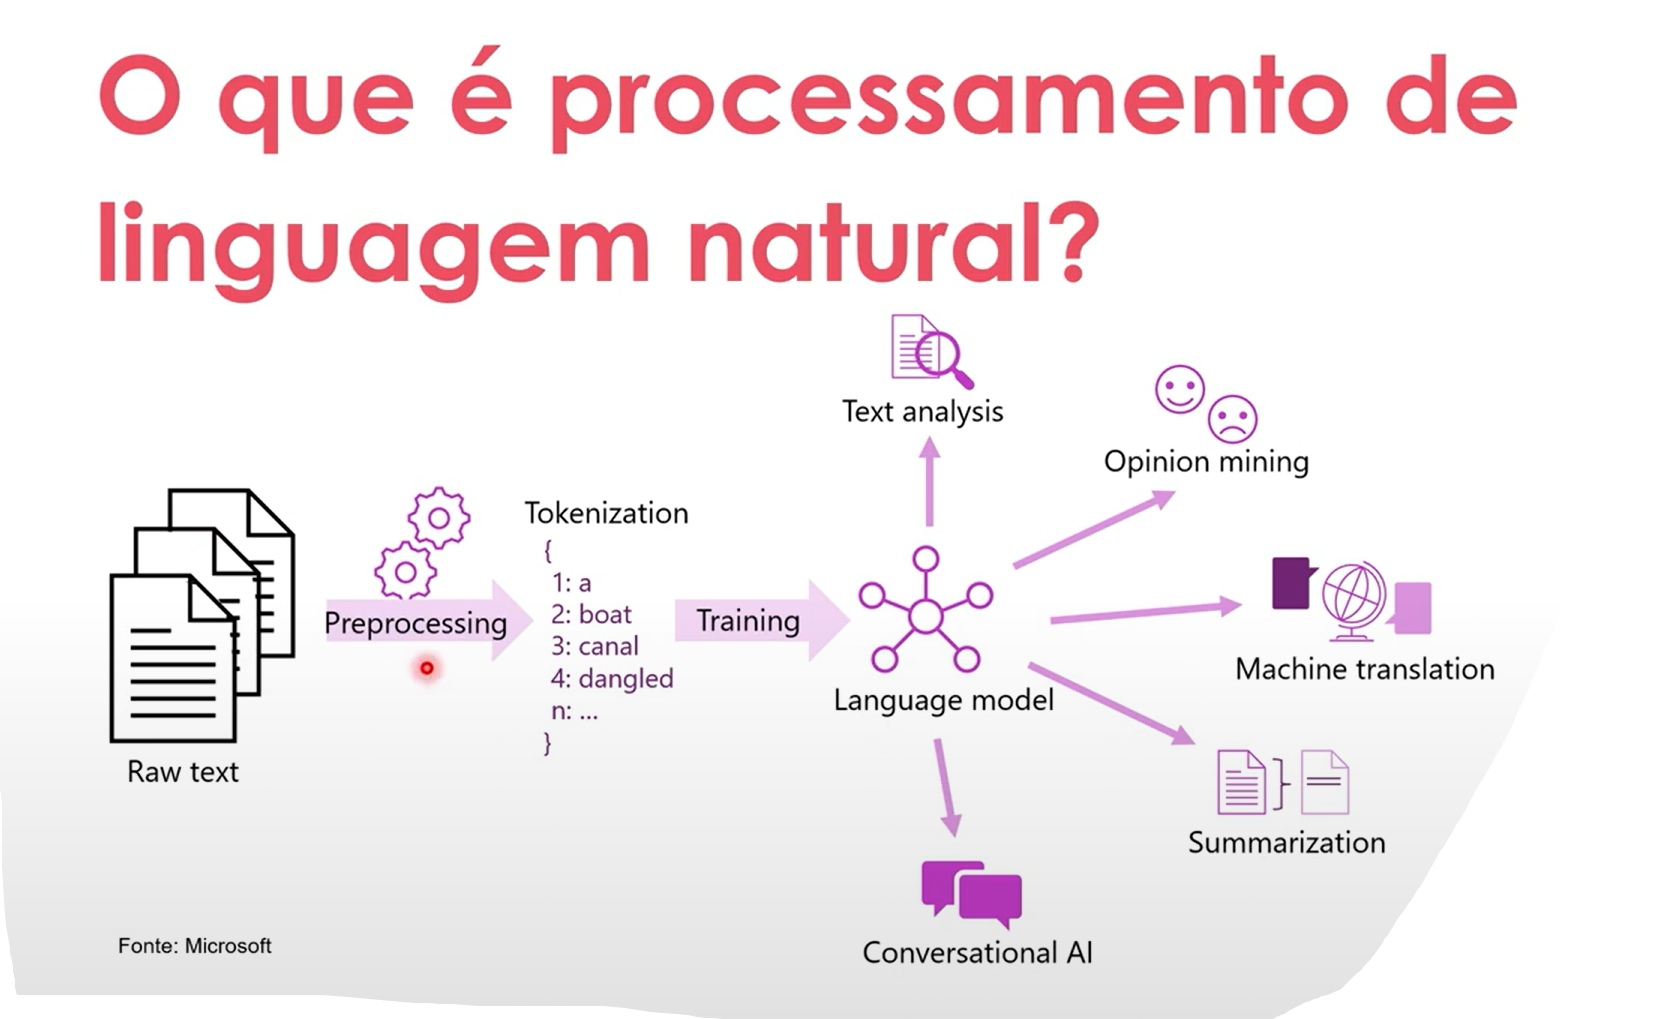 O que é processamento de
linguagem natural?
Raw text
Preprocessing
Tokenization
{
1: a
2: boat
3: canal
4: dangled
n: ...
}
Training
Language model
Text analysis
Opinion mining
Machine translation
Summarization
Conversational AI
Fonte: Microsoft